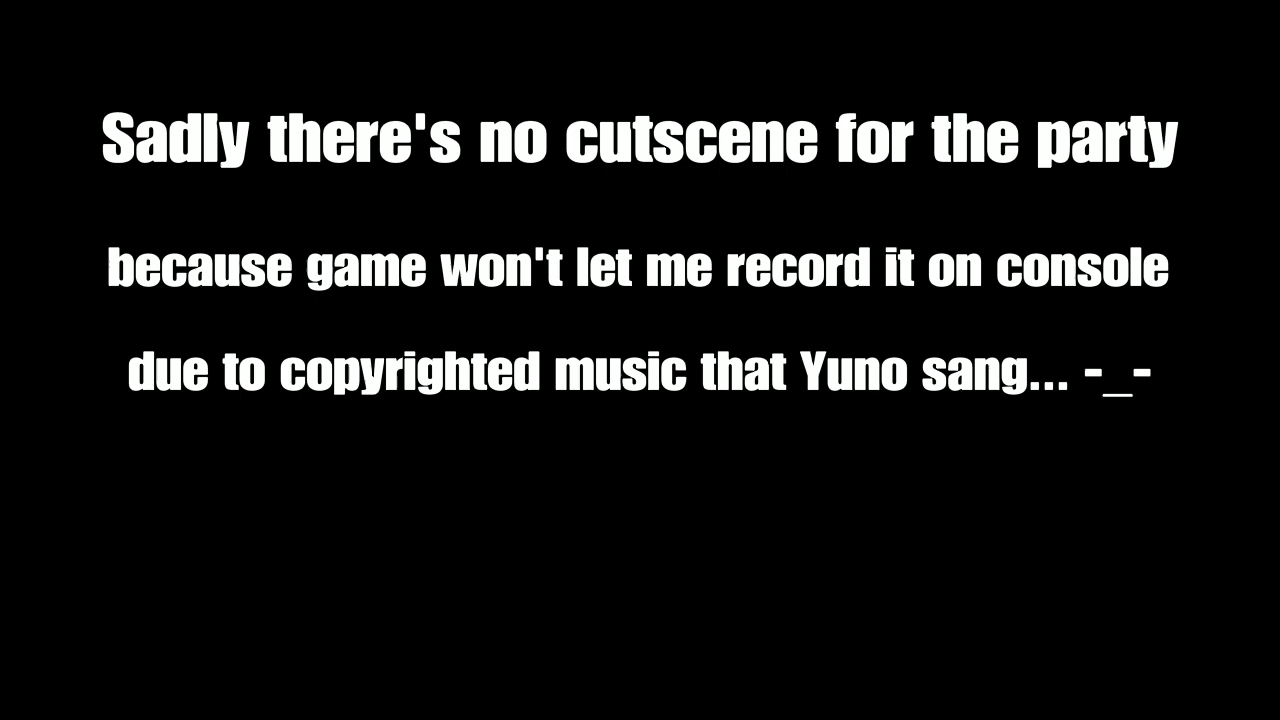 Sadly there's no cutscene for the party
because game won't let me record it on console
due to copyrighted music that Yuno sang... -_-